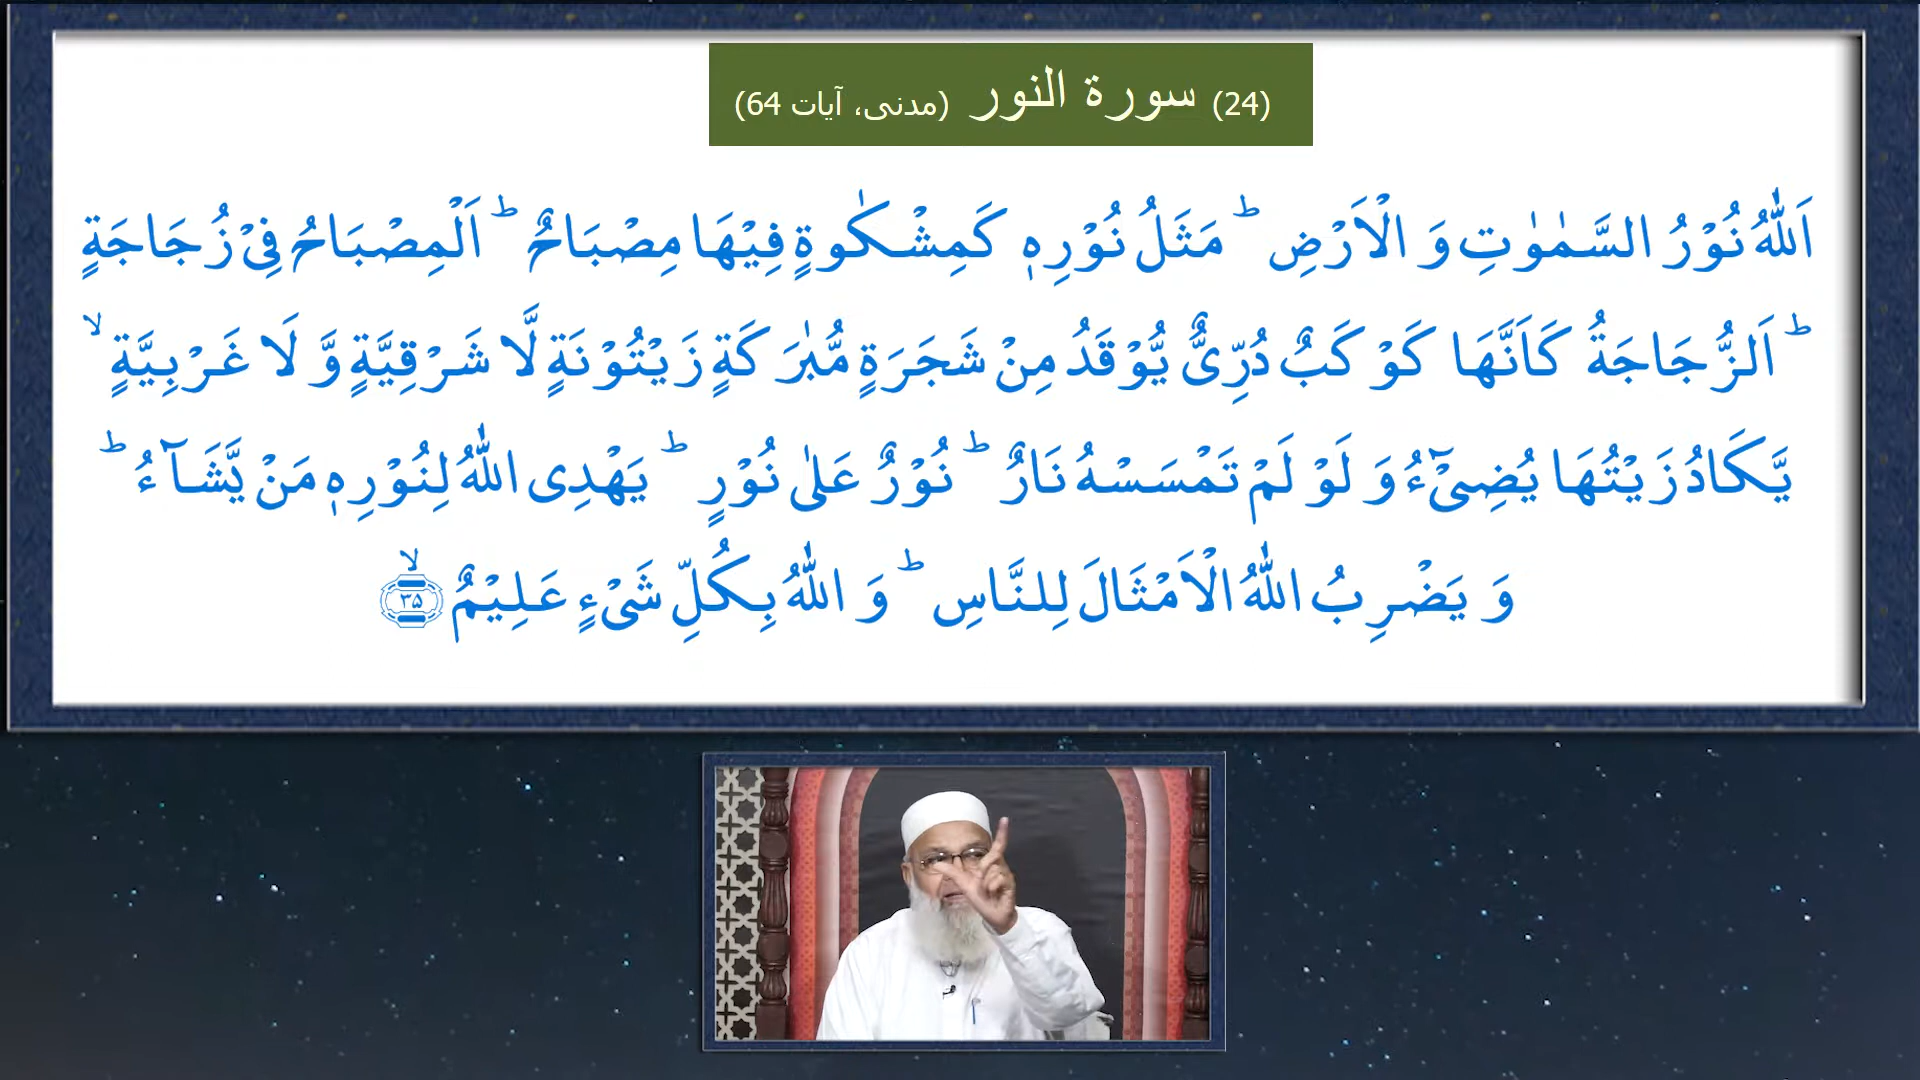 (24) سورة النور (مدنی، آیات 64)
اَللّٰهُ نُوْرُ السَّمٰوٰتِ وَ الْاَرْضِ ؕ مَثَلُ نُوْرِهٖ كَمِشْكٰوةٍ فِیْهَا مِصْبَاحٌ ؕ اَلْمِصْبَاحُ فِیْ زُجَاجَةٍ
ؕ اَلزُّجَاجَةُ كَاَنَّهَا كَوْكَبٌ دُرِّیٌّ یُّوْقَدُ مِنْ شَجَرَةٍ مُّبٰرَكَةٍ زَیْتُوْنَةٍ لَّا شَرْقِیَّةٍ وَّ لَا غَرْبِیَّةٍ ۙ
یَّكَادُ زَیْتُهَا یُضِیْٓءُ وَ لَوْ لَمْ تَمْسَسْهُ نَارٌ ؕ نُوْرٌ عَلٰی نُوْرٍ ؕ یَهْدِی اللّٰهُ لِنُوْرِهٖ مَنْ یَّشَآءُ ؕ
وَ یَضْرِبُ اللّٰهُ الْاَمْثَالَ لِلنَّاسِ ؕ وَ اللّٰهُ بِكُلِّ شَیْءٍ عَلِیْمٌ ۙ۳۵